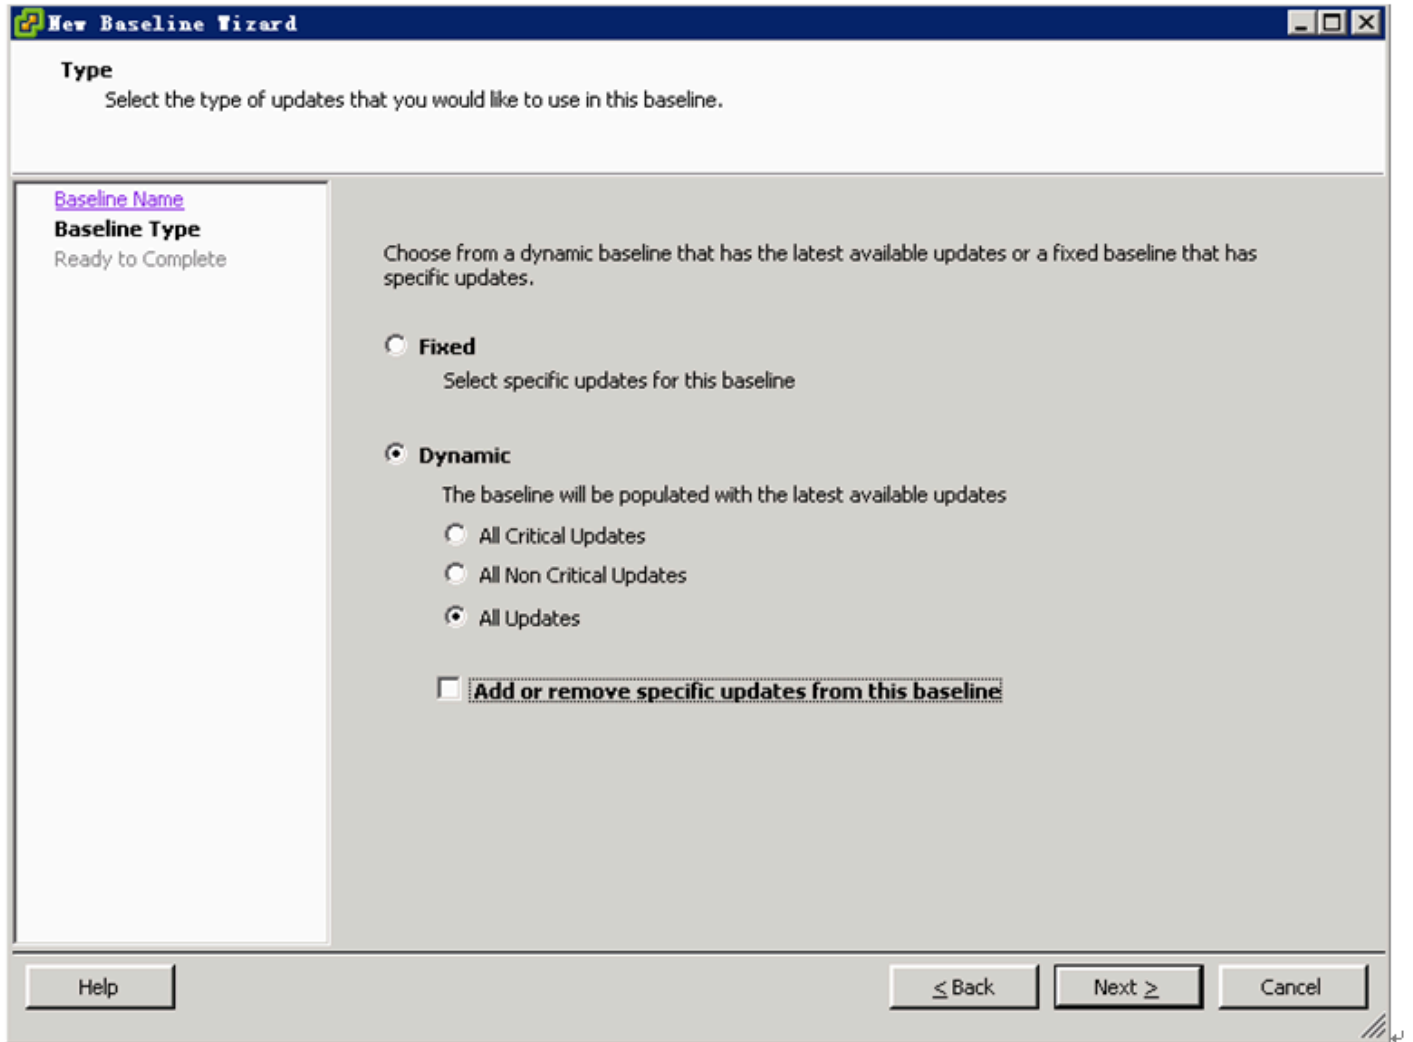 New Baseline Wizard
Type
Select the type of updates that you would like to use in this baseline.
Baseline Name
Baseline Type
Ready to Complete
Choose from a dynamic baseline that has the latest available updates or a fixed baseline that has
specific updates.
Fixed
Select specific updates for this baseline
Dynamic
The baseline will be populated with the latest available updates
All Critical Updates
All Non Critical Updates
All Updates
Add or remove specific updates from this baseline
Help
< Back
Next >
Cancel